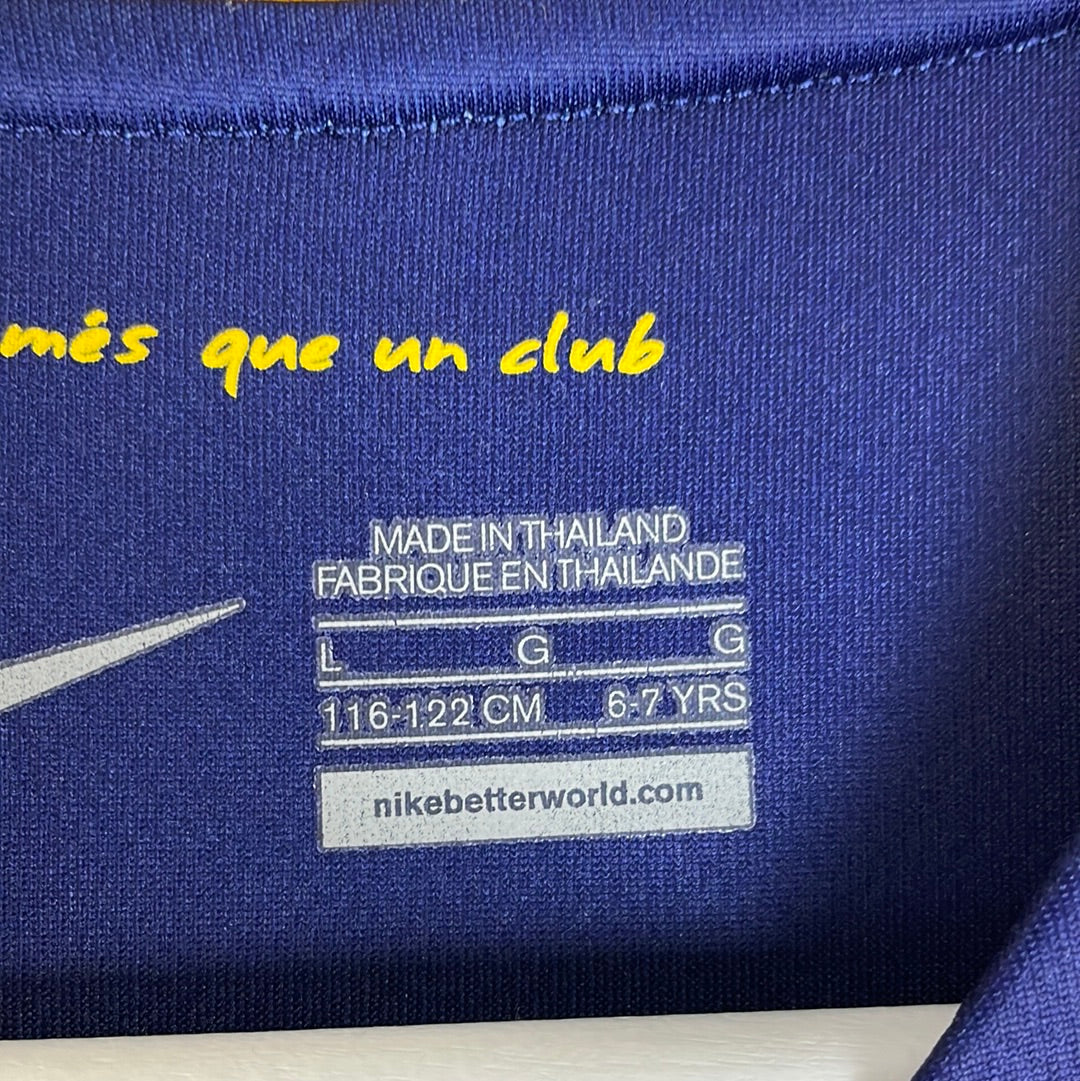 més que un club
MADE IN THAILAND
FABRIQUE EN THAILANDE
L G G
116-122 CM 6-7 YRS
nikebetterworld.com